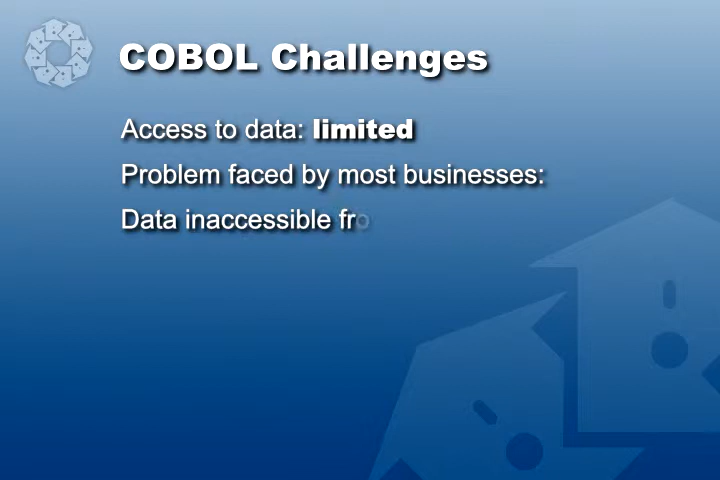 COBOL Challenges
Access to data: limited
Problem faced by most businesses:
Data inaccessible fro